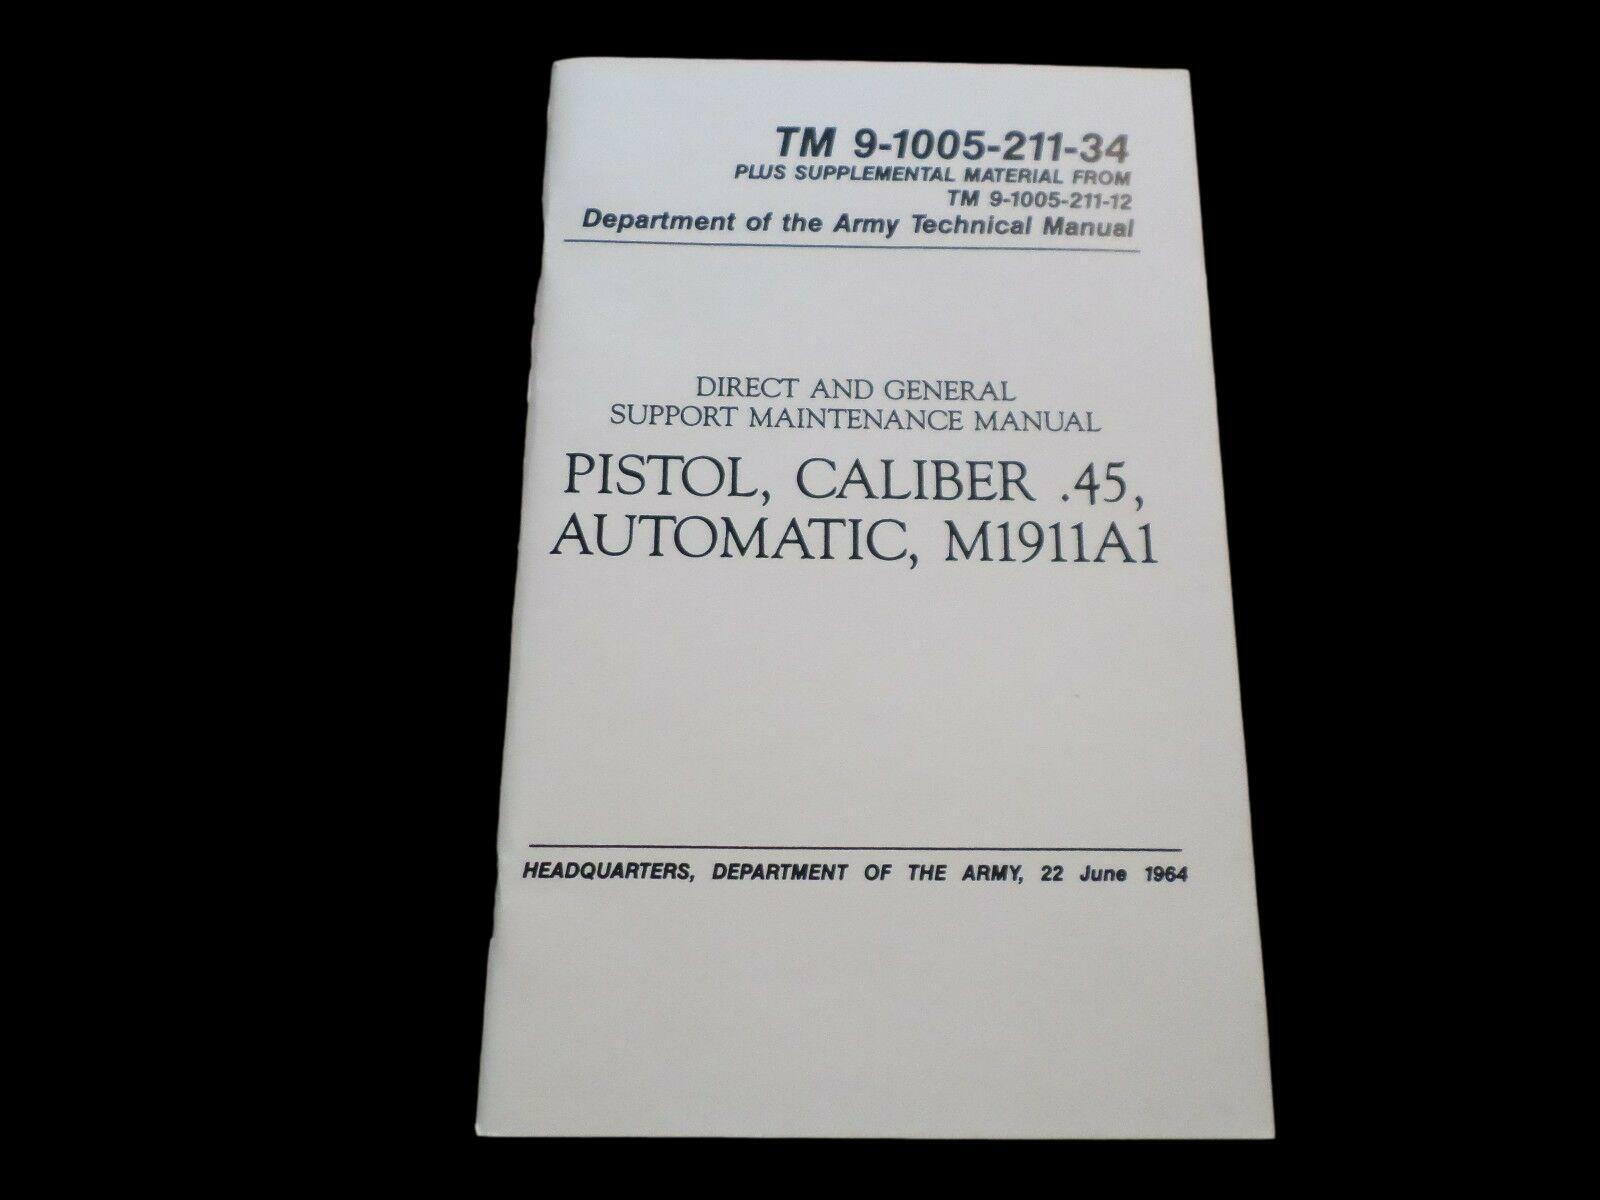 TM 9-1005-211-34
PLUS SUPPLEMENTAL MATERIAL FROM
TM 9-1005-211-12
Department of the Army Technical Manual
DIRECT AND GENERAL
SUPPORT MAINTENANCE MANUAL
PISTOL, CALIBER .45,
AUTOMATIC, M1911A1
HEADQUARTERS, DEPARTMENT OF THE ARMY, 22 June 1964